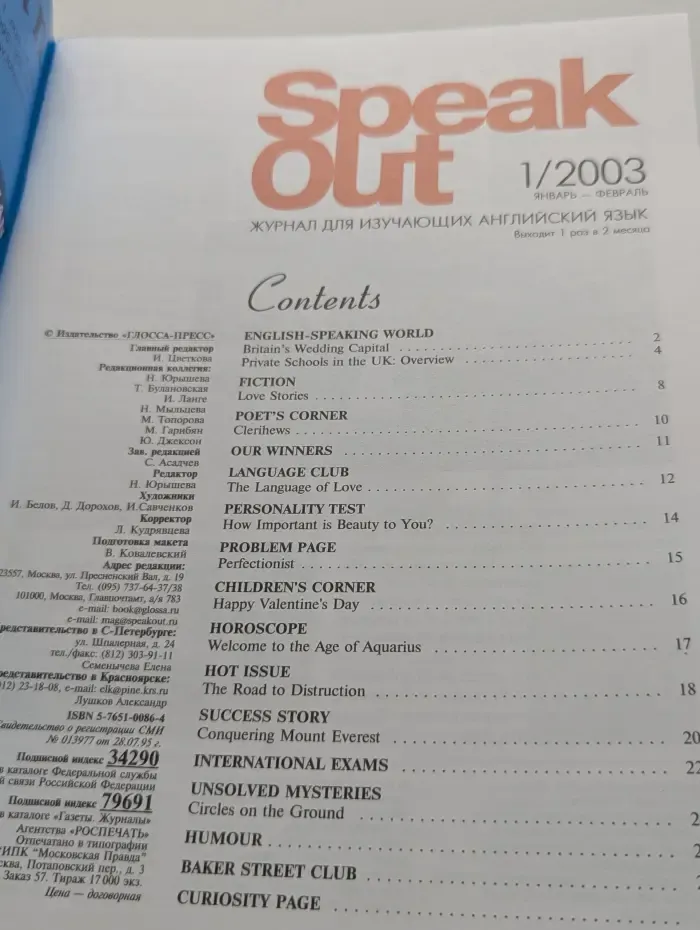 Speak
Out
1/2003
ЯНВАРЬ – ФЕВРАЛЬ
ЖУРНАЛ ДЛЯ ИЗУЧАЮЩИХ АНГЛИЙСКИЙ ЯЗЫК
Выходит 1 раз в 2 месяца
Contents
© Издательство «ГЛОССА-ПРЕСС»
Главный редактор
И. Цветкова
Редакционная коллегия:
Н. Юрышева
Т. Булановская
И. Ланге
Н. Мыльцева
М. Топорова
М. Гарибян
Ю. Джексон
Зав. редакцией
С. Асадчев
Редактор
Н. Юрышева
Художники
И. Белов, Д. Дорохов, И.Савченков
Корректор
Л. Кудрявцева
Подготовка макета
В. Ковалевский
Адрес редакции:
23557, Москва, ул. Пресненский Вал, д. 19
Тел. (095) 737-64-37/38
101000, Москва, Главпочтамт, а/я 783
e-mail: book@glossa.ru
e-mail: mag@speakout.ru
редставительство в С-Петербурге:
ул. Шпалерная, д. 24
тел./факс: (812) 303-91-11
Семенычева Елена
редставительство в Красноярске:
12) 23-18-08, e-mail: elk@pine.krs.ru
Лушков Александр
ISBN 5-7651-0086-4
Свидетельство о регистрации СМИ
№ 013977 от 28.07.95 г.
Подписной индекс 34290
в каталоге Федеральной службы
й связи Российской Федерации
Подписной индекс 79691
в каталоге «Газеты. Журналы»
Агентства «РОСПЕЧАТЬ»
Отпечатано в типографии
ИПК "Московская Правда"
сква, Потаповский пер., д. 3
Заказ 57. Тираж 17 000 экз.
Цена — договорная
ENGLISH-SPEAKING WORLD
Britain's Wedding Capital . . . . . . . . . . 2
Private Schools in the UK: Overview . . . . . . . . . . 4
FICTION
Love Stories . . . . . . . . . . 8
POET'S CORNER
Clerihews . . . . . . . . . . 10
OUR WINNERS . . . . . . . . . . 11
LANGUAGE CLUB
The Language of Love . . . . . . . . . . 12
PERSONALITY TEST
How Important is Beauty to You? . . . . . . . . . . 14
PROBLEM PAGE
Perfectionist . . . . . . . . . . 15
CHILDREN'S CORNER
Happy Valentine's Day . . . . . . . . . . 16
HOROSCOPE
Welcome to the Age of Aquarius . . . . . . . . . . 17
HOT ISSUE
The Road to Distruction . . . . . . . . . . 18
SUCCESS STORY
Conquering Mount Everest . . . . . . . . . . 20
INTERNATIONAL EXAMS . . . . . . . . . . 22
UNSOLVED MYSTERIES
Circles on the Ground . . . . . . . . . . 2
HUMOUR . . . . . . . . . . 2
BAKER STREET CLUB . . . . . . . . . .
CURIOSITY PAGE . . . . . . . . . .